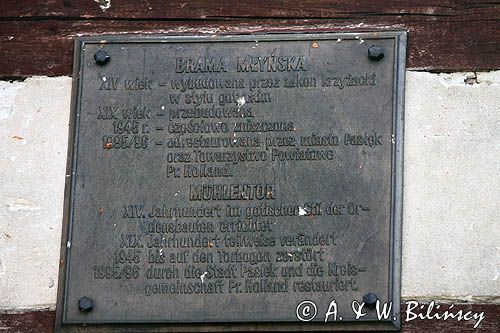 BRAMA MŁYŃSKA
XIV wiek - wybudowana przez zakon krzyżacki
w stylu gotyckim
XIX wiek - przebudowana
1945 r. - częściowo zniszczona
1995/96 - odrestaurowana przez miasto Pasłęk
oraz Towarzystwo Powiatowe
Pr. Holland.
MÜHLENTOR
XIV. Jahrhundert im gotischen Stil der Or-
densbauten errichtet
XIX. Jahrhundert teilweise verändert
1945 bis auf den Torbogen zerstört
1995/96 durch die Stadt Pasłęk und die Kreis-
gemeinschaft Pr. Holland restauriert.
© A. & W. Bilińscy